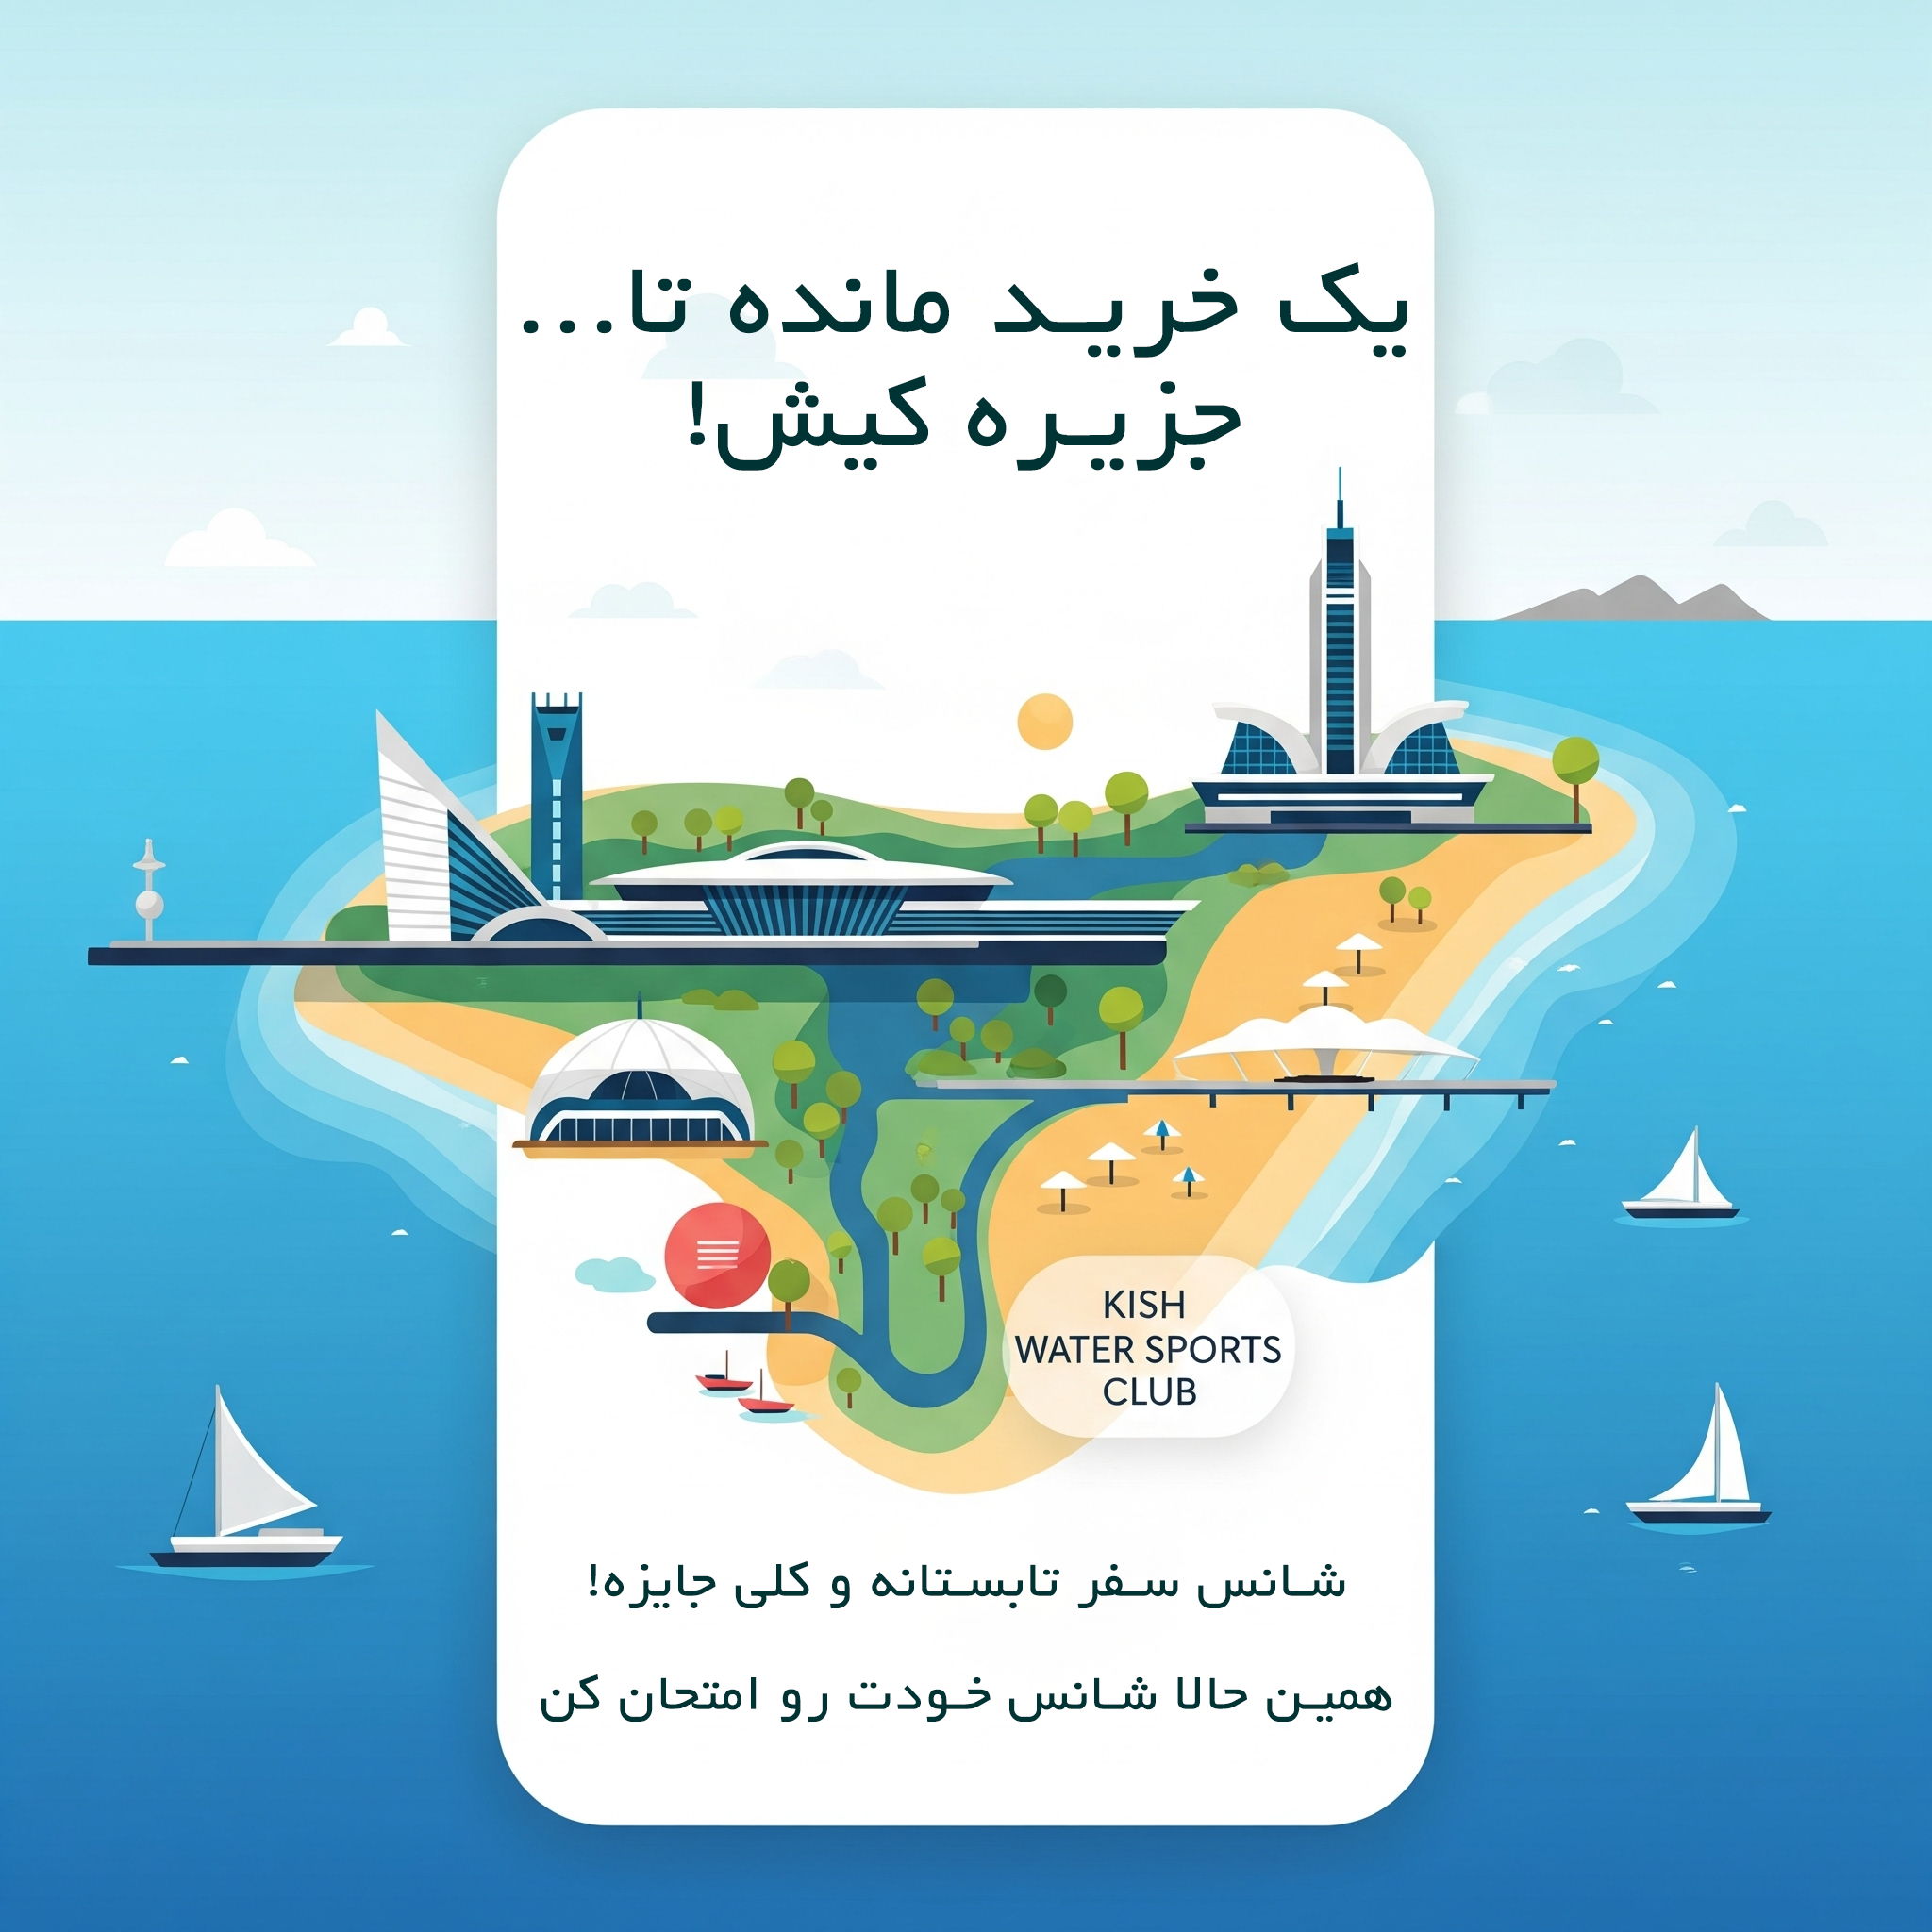 یک خرید مانده تا...
جزیره کیش!
KISH
WATER SPORTS
CLUB
شانس سفر تابستانه و کلی جایزه!
همین حالا شانس خودت رو امتحان کن